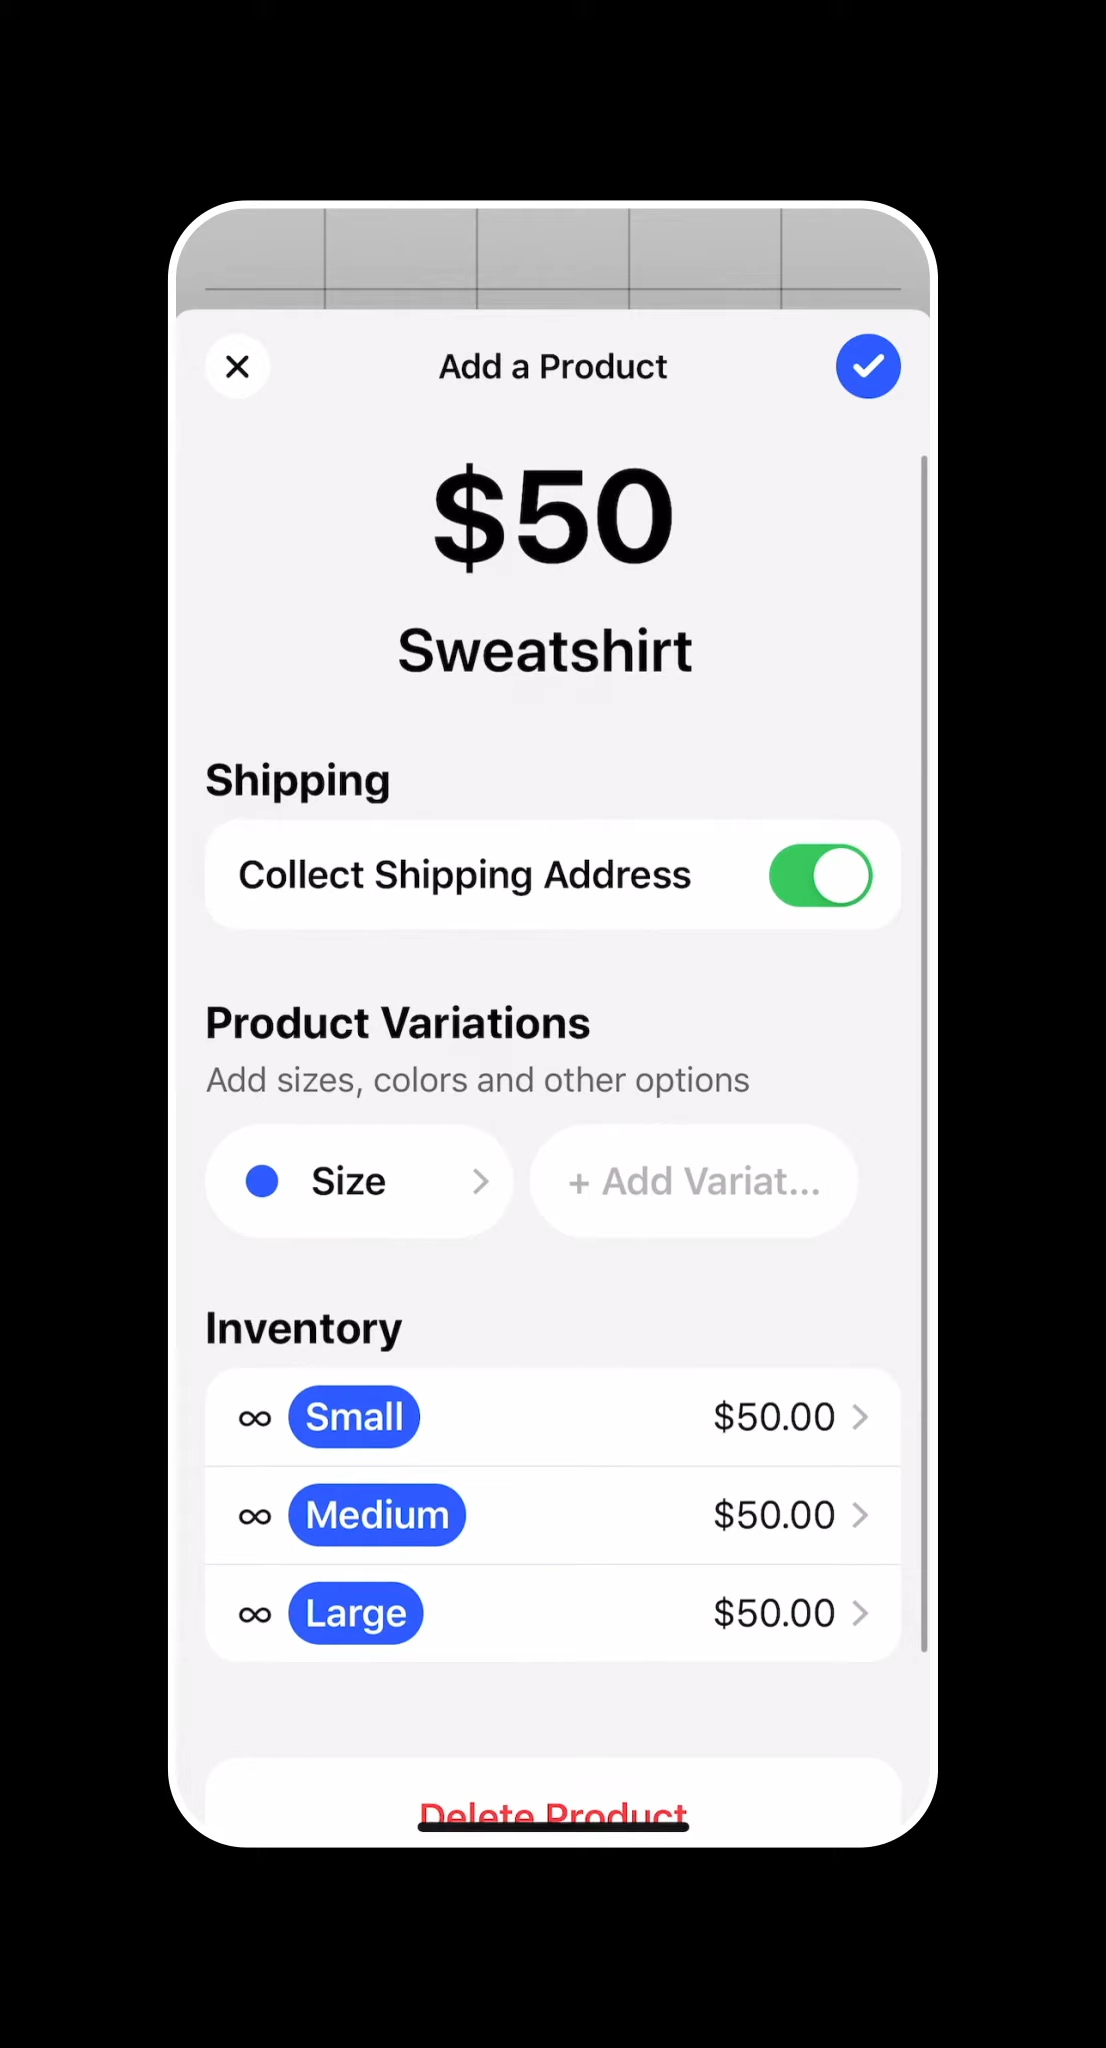 Add a Product
$50
Sweatshirt
Shipping
Collect Shipping Address
Product Variations
Add sizes, colors and other options
Size
+ Add Variat...
Inventory
∞ Small $50.00
∞ Medium $50.00
∞ Large $50.00
Delete Product